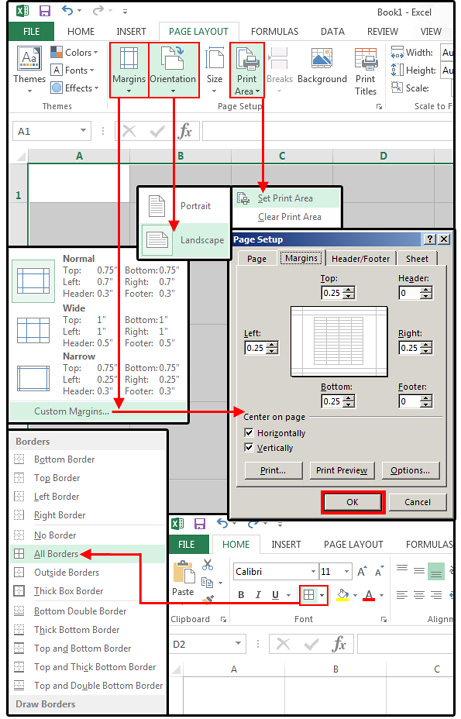 Book1 - Excel
FILE HOME INSERT PAGE LAYOUT FORMULAS DATA REVIEW VIEW
Themes
Colors
Fonts
Effects
Themes
Margins
Orientation
Size
Print Area
Breaks
Background
Print Titles
Page Setup
Width: Au
Height: Au
Scale:
Scale to F
A1
fx
A B C D
1
Portrait
Landscape
Set Print Area
Clear Print Area
Normal
Top: 0.75" Bottom: 0.75"
Left: 0.7" Right: 0.7"
Header: 0.3" Footer: 0.3"
Wide
Top: 1" Bottom: 1"
Left: 1" Right: 1"
Header: 0.5" Footer: 0.5"
Narrow
Top: 0.75" Bottom: 0.75"
Left: 0.25" Right: 0.25"
Header: 0.3" Footer: 0.3"
Custom Margins...
Page Setup
Page Margins Header/Footer Sheet
Top: Header:
0.25 0
Left: Right:
0.25 0.25
Bottom: Footer:
0.25 0
Center on page
Horizontally
Vertically
Print... Print Preview Options...
OK Cancel
Borders
Bottom Border
Top Border
Left Border
Right Border
No Border
All Borders
Outside Borders
Thick Box Border
Bottom Double Border
Thick Bottom Border
Top and Bottom Border
Top and Thick Bottom Border
Top and Double Bottom Border
Draw Borders
FILE HOME INSERT PAGE LAYOUT FORMULAS
Paste
Calibri 11 A A
B I U A
Clipboard Font Alignm
D2
fx
A B C